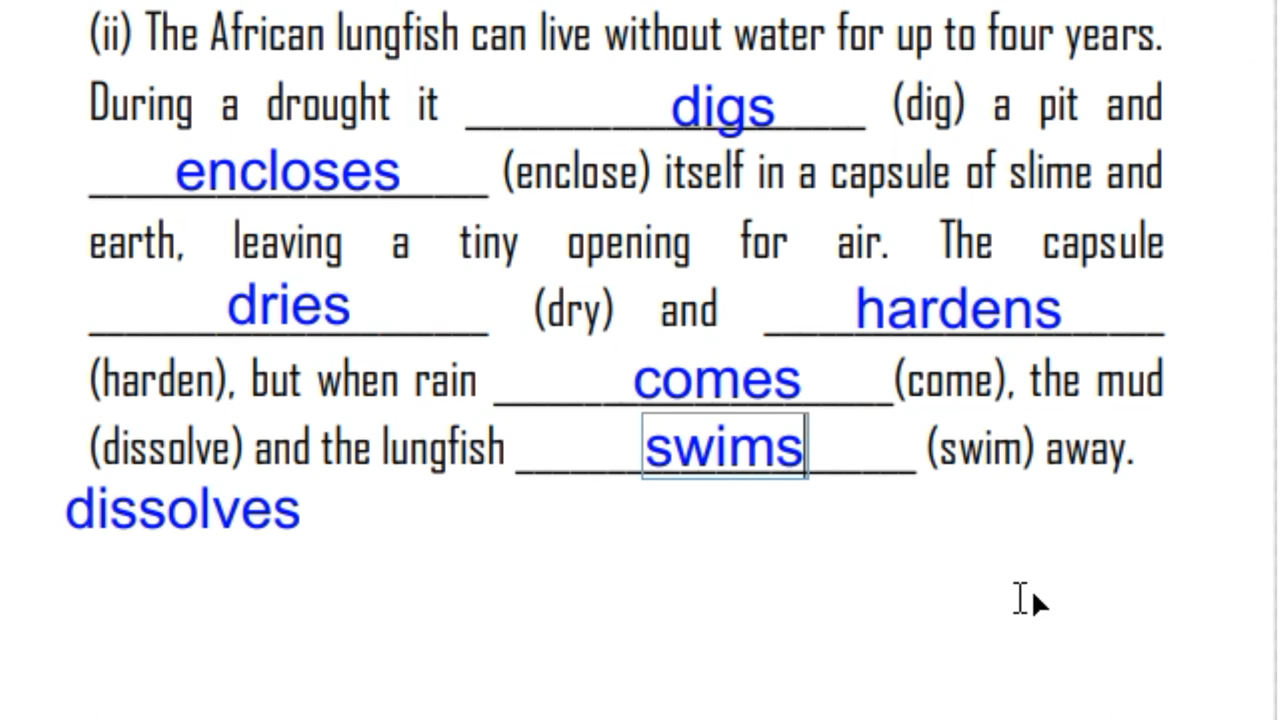 (ii) The African lungfish can live without water for up to four years.
During a drought it digs (dig) a pit and
encloses (enclose) itself in a capsule of slime and
earth, leaving a tiny opening for air. The capsule
dries (dry) and hardens
(harden), but when rain comes (come), the mud
(dissolve) and the lungfish swims (swim) away.
dissolves